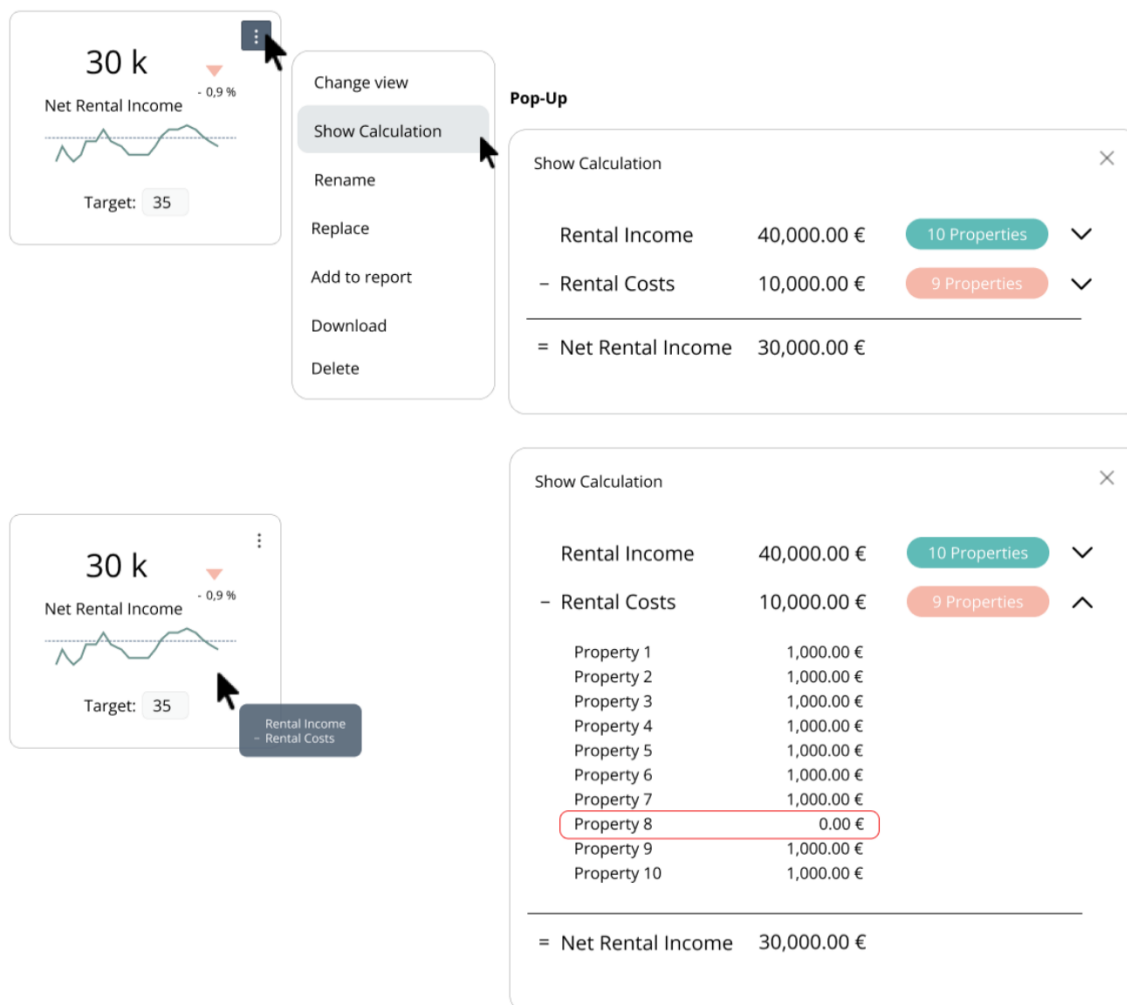 30 k
- 0,9 %
Net Rental Income
Target: 35
Change view
Show Calculation
Rename
Replace
Add to report
Download
Delete
Pop-Up
Show Calculation
Rental Income 40,000.00 € 10 Properties
– Rental Costs 10,000.00 € 9 Properties
= Net Rental Income 30,000.00 €
30 k
- 0,9 %
Net Rental Income
Target: 35
Rental Income
– Rental Costs
Show Calculation
Rental Income 40,000.00 € 10 Properties
– Rental Costs 10,000.00 € 9 Properties
Property 1 1,000.00 €
Property 2 1,000.00 €
Property 3 1,000.00 €
Property 4 1,000.00 €
Property 5 1,000.00 €
Property 6 1,000.00 €
Property 7 1,000.00 €
Property 8 0.00 €
Property 9 1,000.00 €
Property 10 1,000.00 €
= Net Rental Income 30,000.00 €